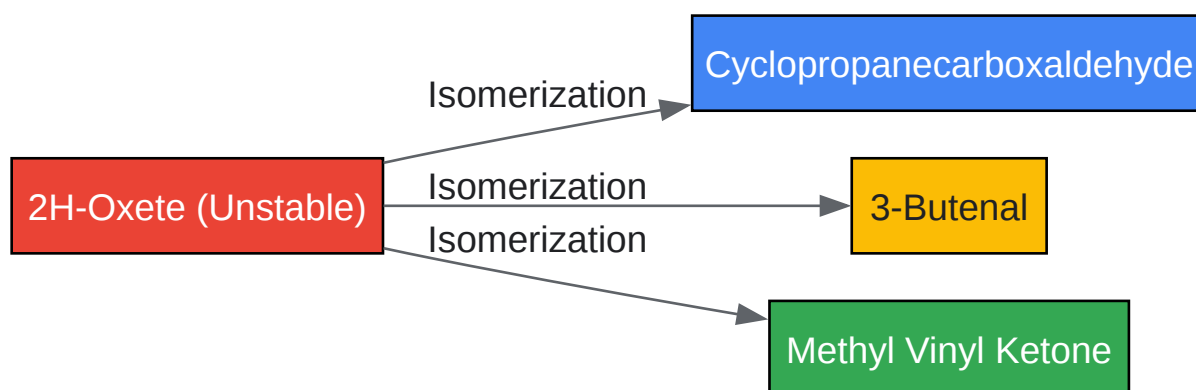 Cyclopropanecarboxaldehyde
Isomerization
2H-Oxete (Unstable)
Isomerization
3-Butenal
Isomerization
Methyl Vinyl Ketone